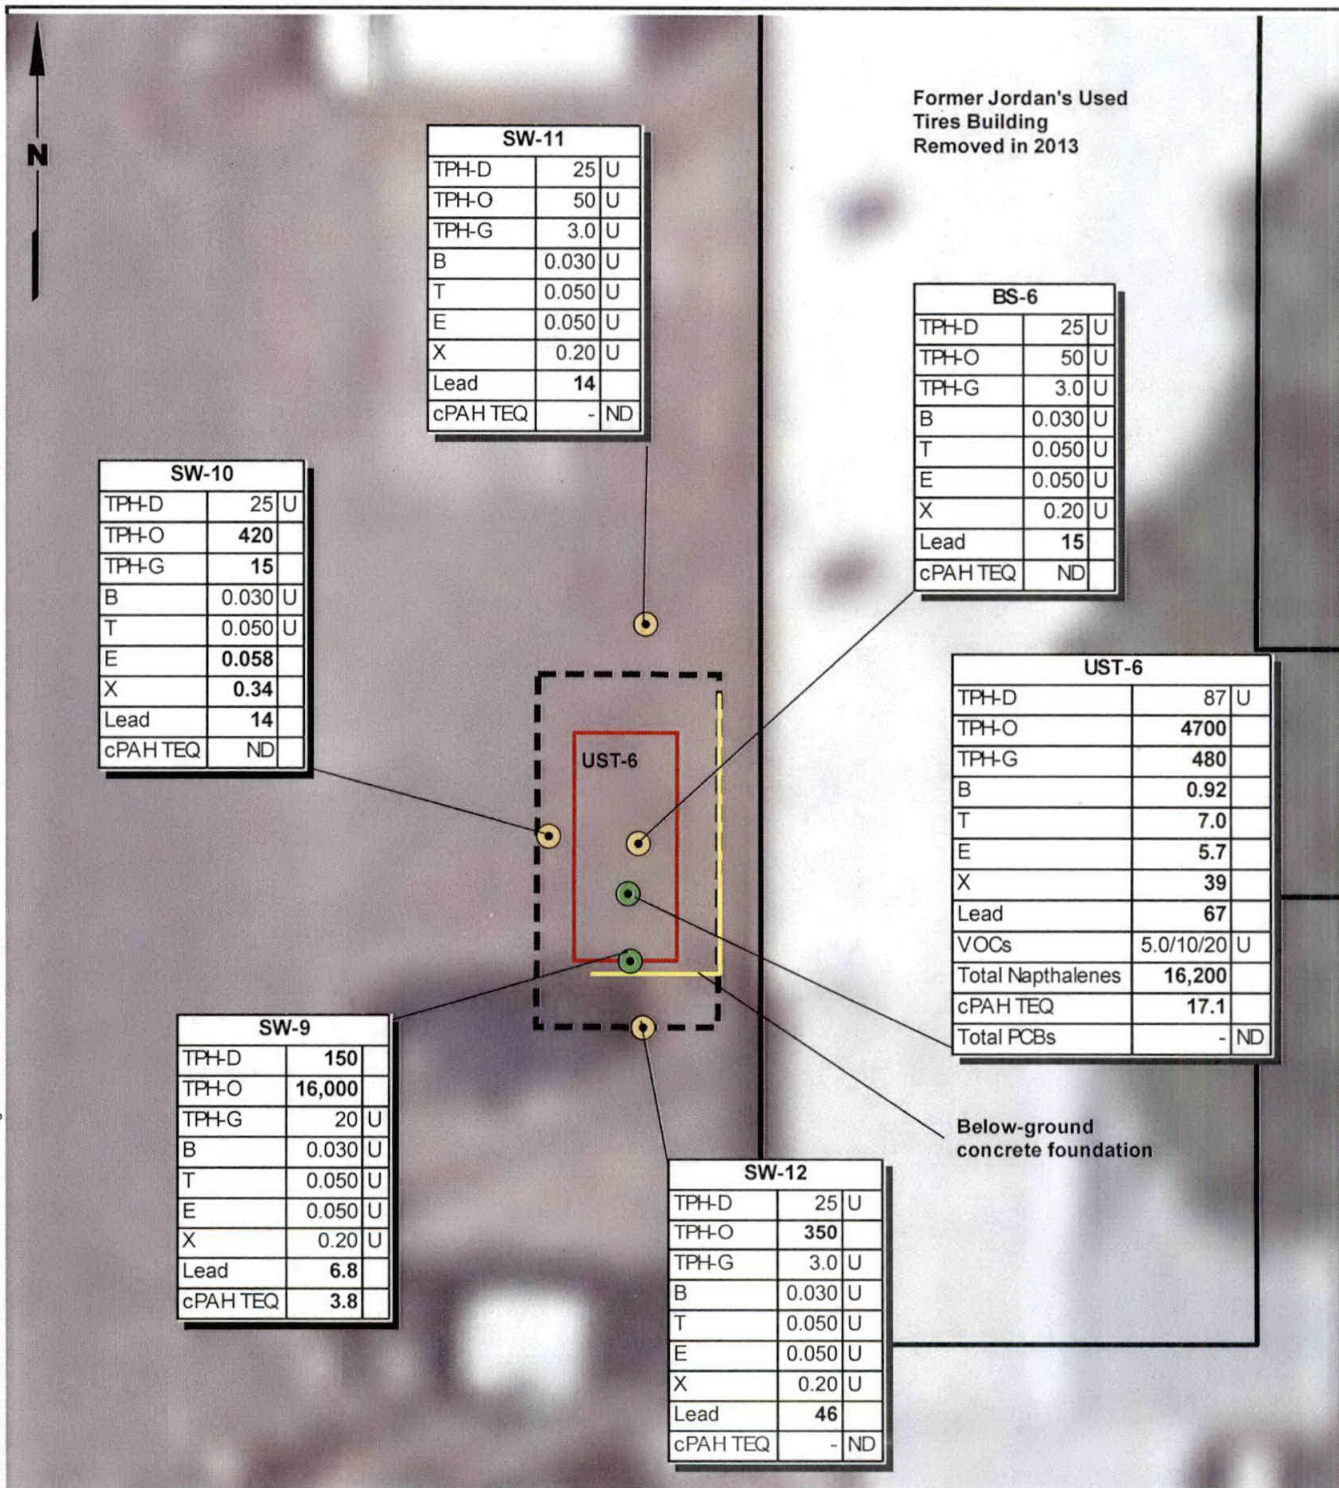 N
Former Jordan's Used
Tires Building
Removed in 2013
SW-11
TPH-D 25 U
TPH-O 50 U
TPH-G 3.0 U
B 0.030 U
T 0.050 U
E 0.050 U
X 0.20 U
Lead 14
cPAH TEQ - ND
BS-6
TPH-D 25 U
TPH-O 50 U
TPH-G 3.0 U
B 0.030 U
T 0.050 U
E 0.050 U
X 0.20 U
Lead 15
cPAH TEQ ND
SW-10
TPH-D 25 U
TPH-O 420
TPH-G 15
B 0.030 U
T 0.050 U
E 0.058
X 0.34
Lead 14
cPAH TEQ ND
UST-6
UST-6
TPH-D 87 U
TPH-O 4700
TPH-G 480
B 0.92
T 7.0
E 5.7
X 39
Lead 67
VOCs 5.0/10/20 U
Total Napthalenes 16,200
cPAH TEQ 17.1
Total PCBs - ND
SW-9
TPH-D 150
TPH-O 16,000
TPH-G 20 U
B 0.030 U
T 0.050 U
E 0.050 U
X 0.20 U
Lead 6.8
cPAH TEQ 3.8
Below-ground
concrete foundation
SW-12
TPH-D 25 U
TPH-O 350
TPH-G 3.0 U
B 0.030 U
T 0.050 U
E 0.050 U
X 0.20 U
Lead 46
cPAH TEQ - ND